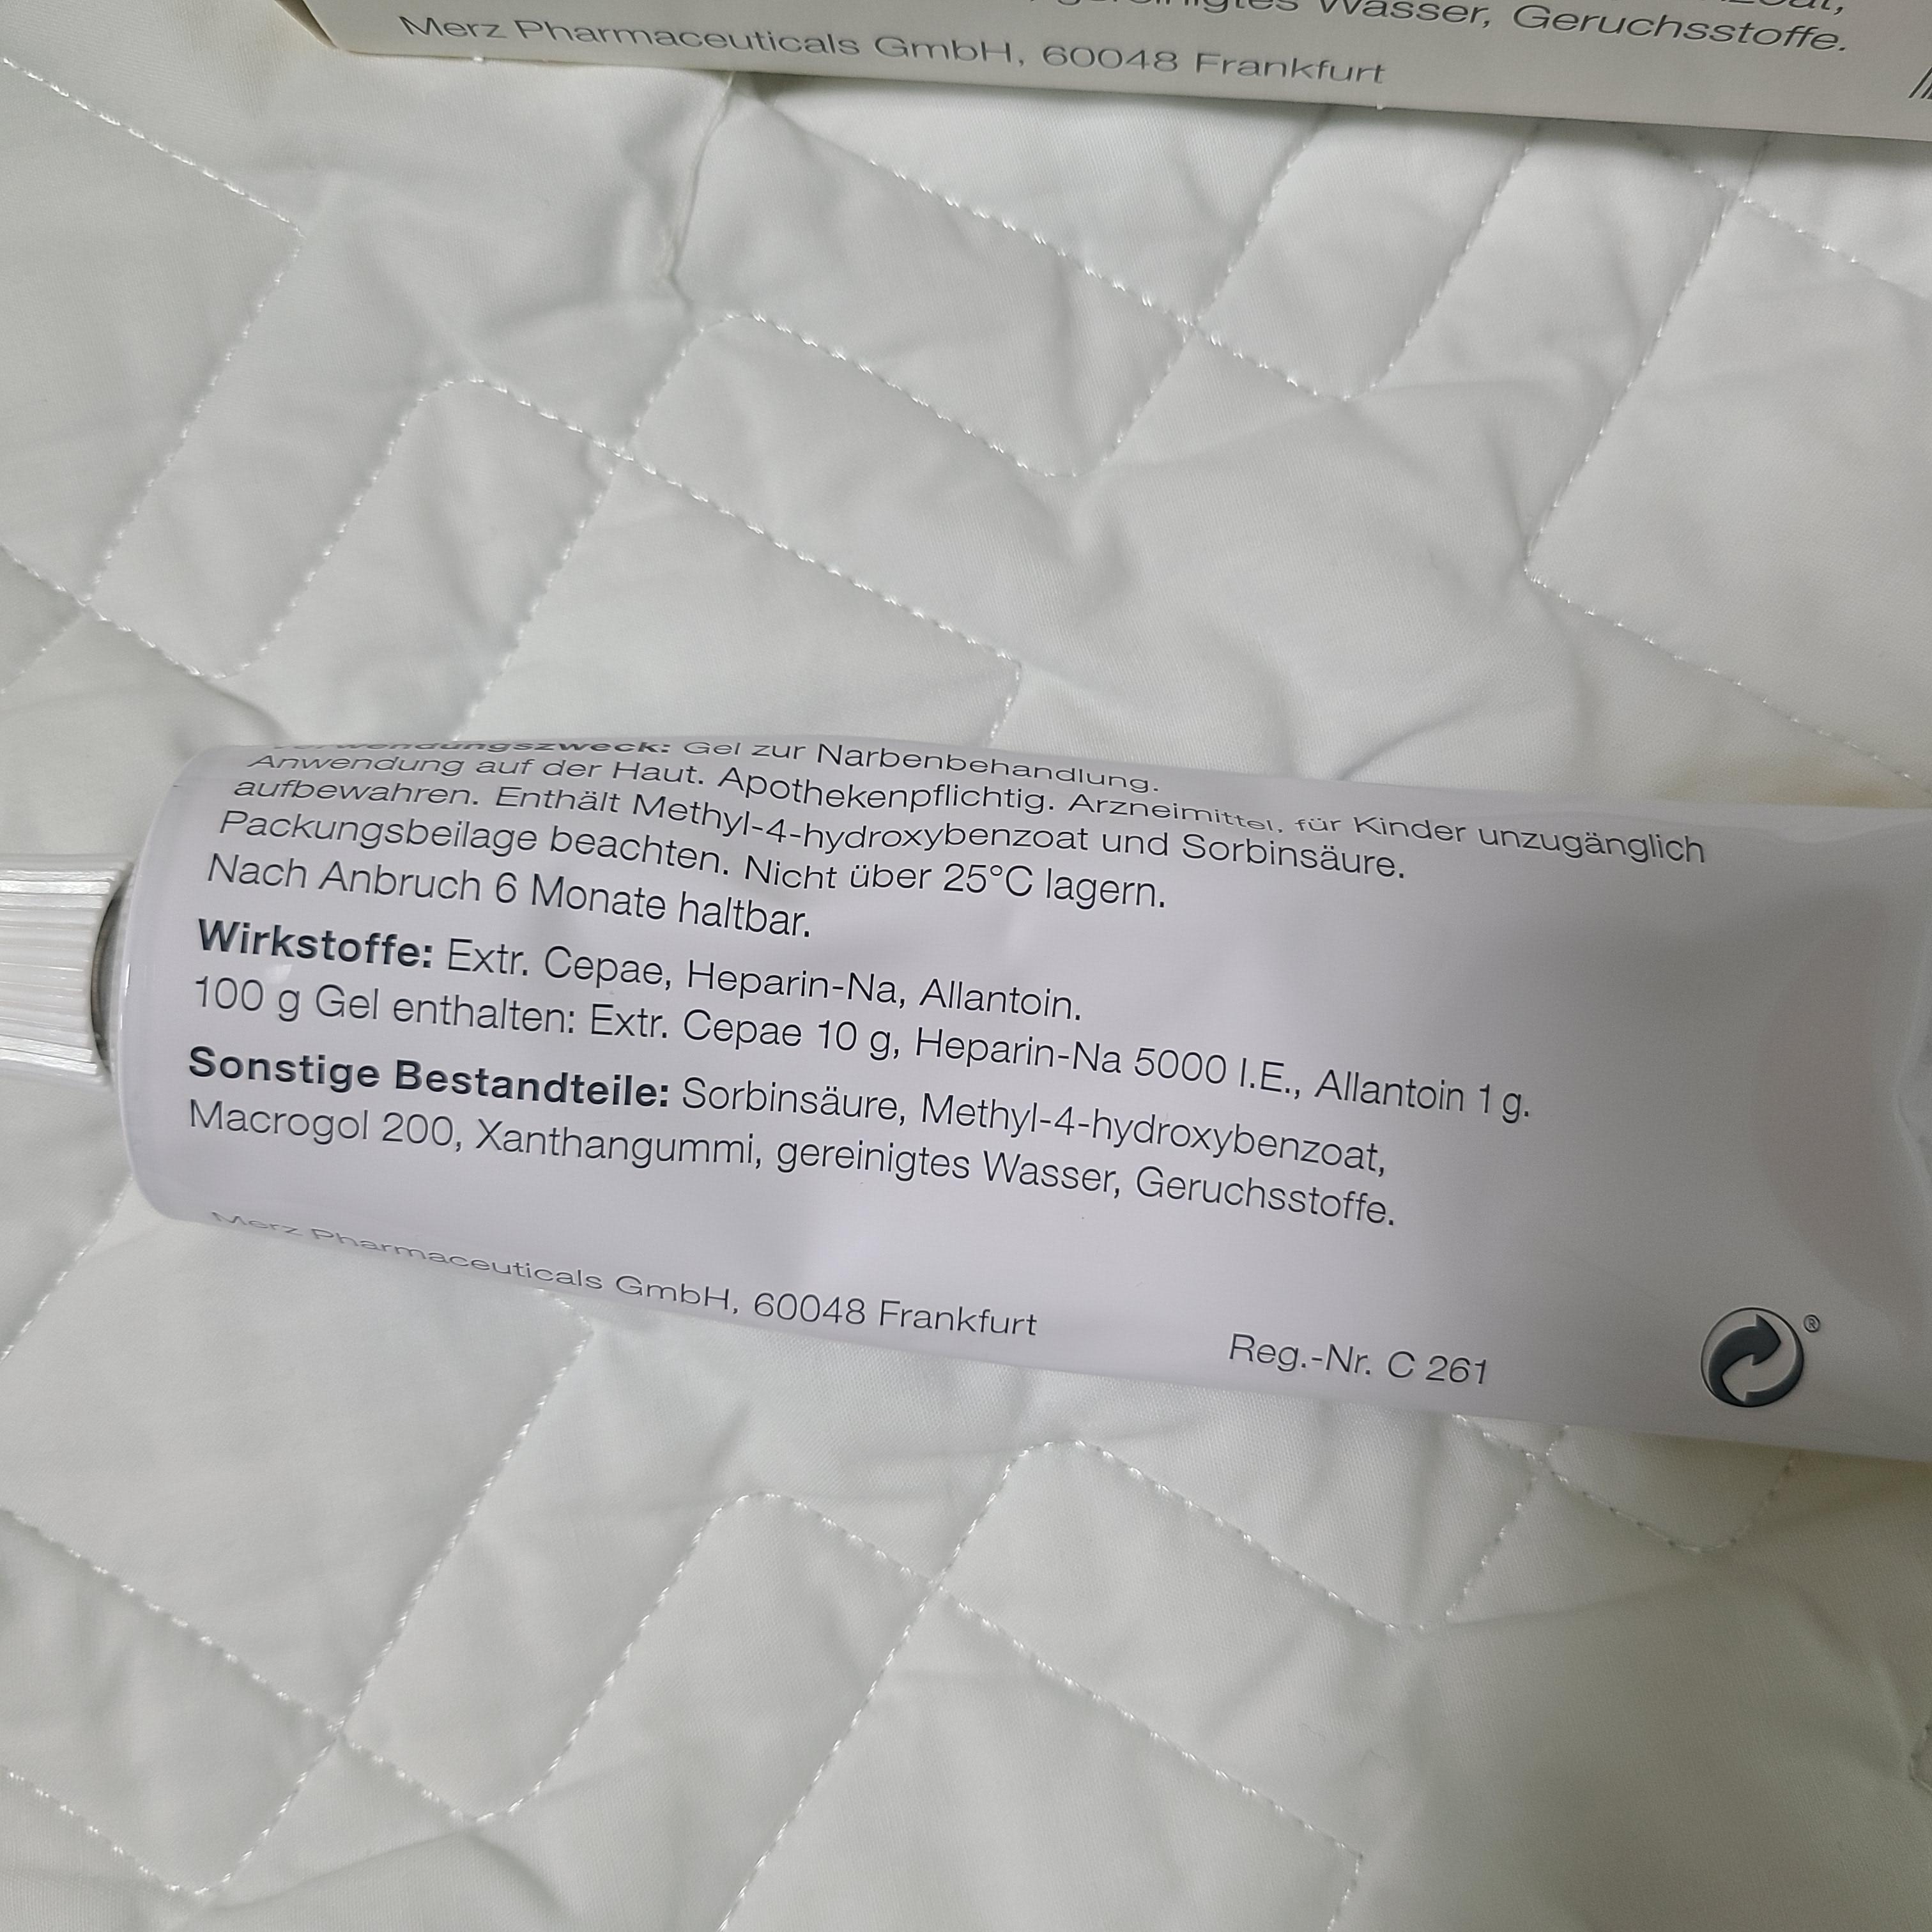 Wasser, Geruchsstoffe.
Merz Pharmaceuticals GmbH, 60048 Frankfurt
Verwendungszweck: Gel zur Narbenbehandlung.
Anwendung auf der Haut. Apothekenpflichtig. Arzneimittel, für Kinder unzugänglich
aufbewahren. Enthält Methyl-4-hydroxybenzoat und Sorbinsäure.
Packungsbeilage beachten. Nicht über 25°C lagern.
Nach Anbruch 6 Monate haltbar.
Wirkstoffe: Extr. Cepae, Heparin-Na, Allantoin.
100 g Gel enthalten: Extr. Cepae 10 g, Heparin-Na 5000 I.E., Allantoin 1 g.
Sonstige Bestandteile: Sorbinsäure, Methyl-4-hydroxybenzoat,
Macrogol 200, Xanthangummi, gereinigtes Wasser, Geruchsstoffe.
Merz Pharmaceuticals GmbH, 60048 Frankfurt
Reg.-Nr. C 261
®